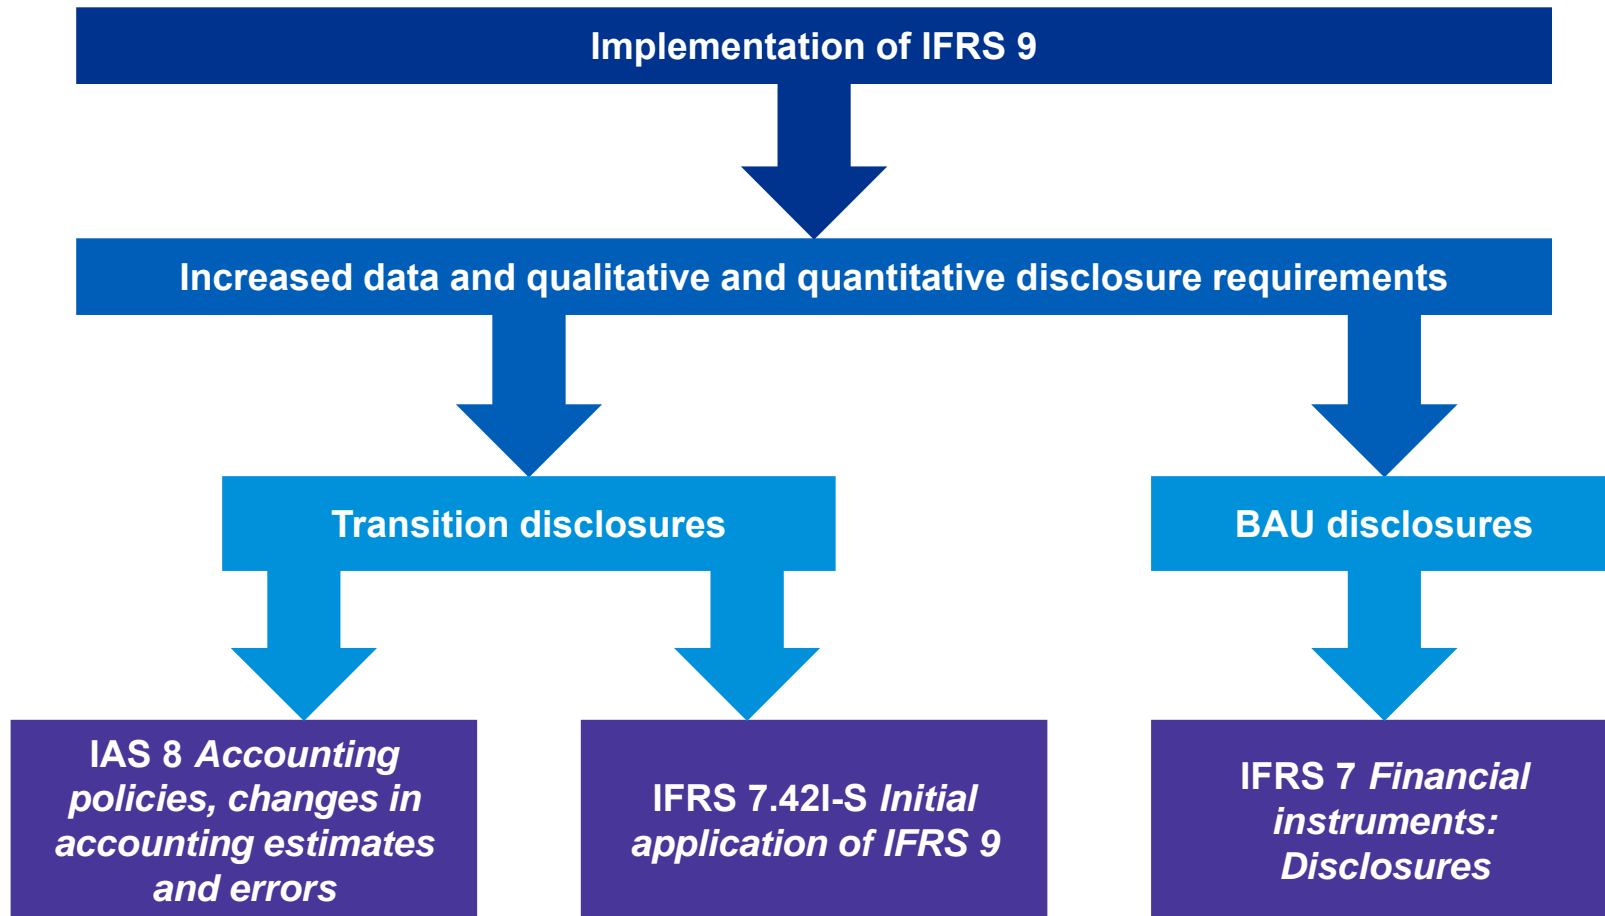 Implementation of IFRS 9
Increased data and qualitative and quantitative disclosure requirements
Transition disclosures
BAU disclosures
IAS 8 Accounting
policies, changes in
accounting estimates
and errors
IFRS 7.42I-S Initial
application of IFRS 9
IFRS 7 Financial
instruments:
Disclosures